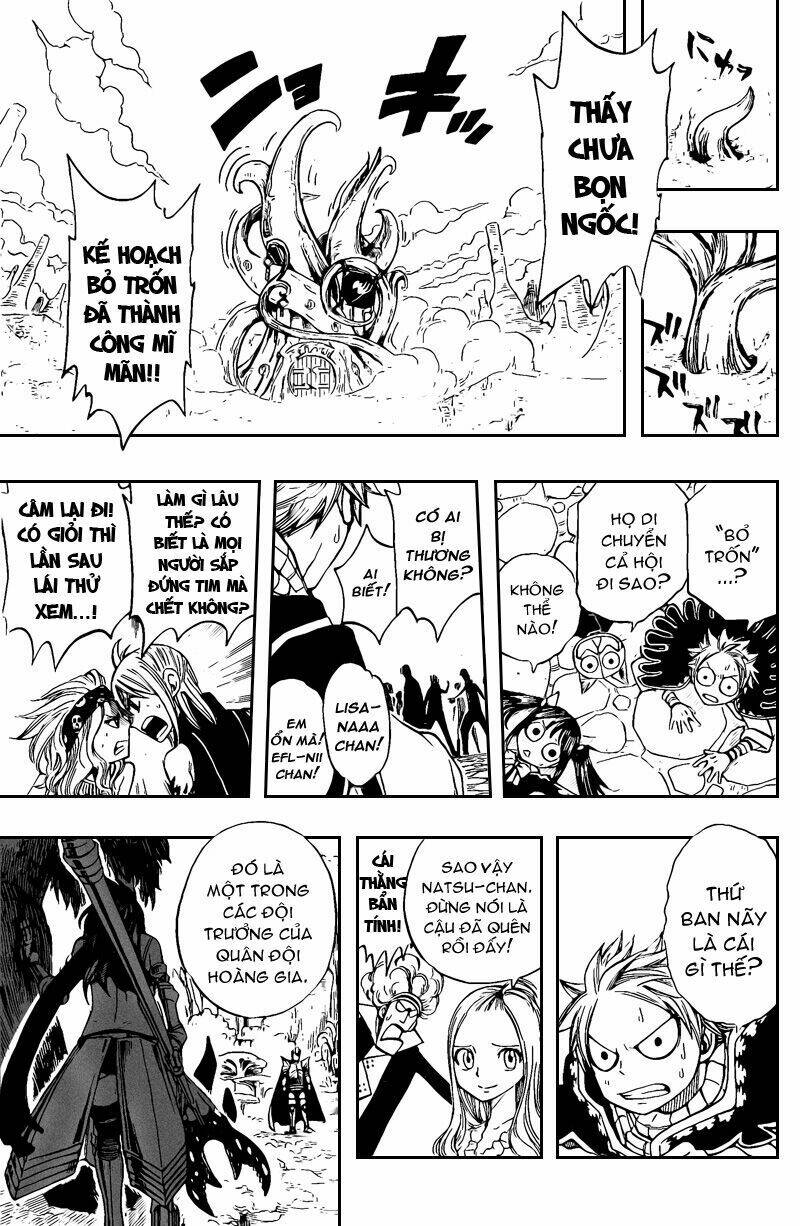 にゃっ
ズズ
ズズ
ニョキッ
THẤY
CHƯA
BỌN
NGỐC!
KẾ HOẠCH
BỎ TRỐN
ĐÃ THÀNH
CÔNG MĨ
MÃN!!
"BỎ
TRỐN"
...?
HỌ DI
CHUYỂN
CẢ HỘI
ĐI SAO?
KHÔNG
THỂ
NÀO!
CÓ AI
BỊ
THƯƠNG
KHÔNG?
AI
BIẾT!
LISA-
NAAA
CHAN!
EM
ỔN MÀ!
EFL-NII
CHAN!
LÀM GÌ LÂU
THẾ? CÓ
BIẾT LÀ MỌI
NGƯỜI SẮP
ĐỨNG TIM MÀ
CHẾT KHÔNG?
CÂM LẠI ĐI!
CÓ GIỎI THÌ
LẦN SAU
LÁI THỬ
XEM...!
THỨ
BAN NÃY
LÀ CÁI
GÌ THẾ?
SAO VẬY
NATSU-CHAN.
ĐỪNG NÓI LÀ
CẬU ĐÃ QUÊN
RỒI ĐẤY!
CÁI
THẰNG
BẨN
TÍNH!
ĐÓ LÀ
MỘT TRONG
CÁC ĐỘI
TRƯỞNG CỦA
QUÂN ĐỘI
HOÀNG GIA.